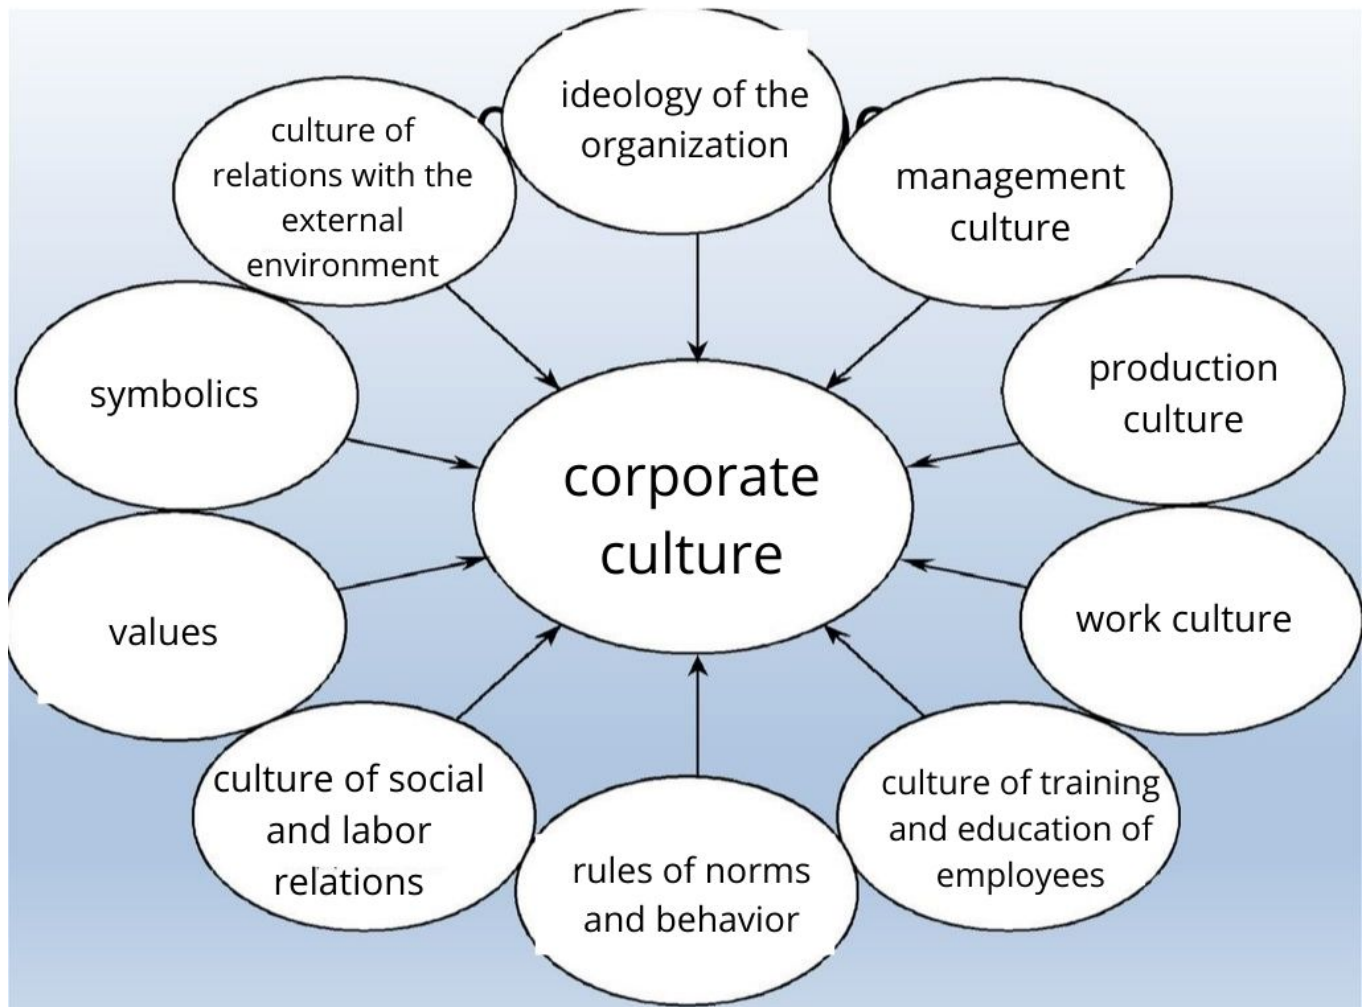 ideology of the
organization
management
culture
production
culture
work culture
culture of training
and education of
employees
rules of norms
and behavior
culture of social
and labor
relations
values
symbolics
culture of
relations with the
external
environment
corporate
culture